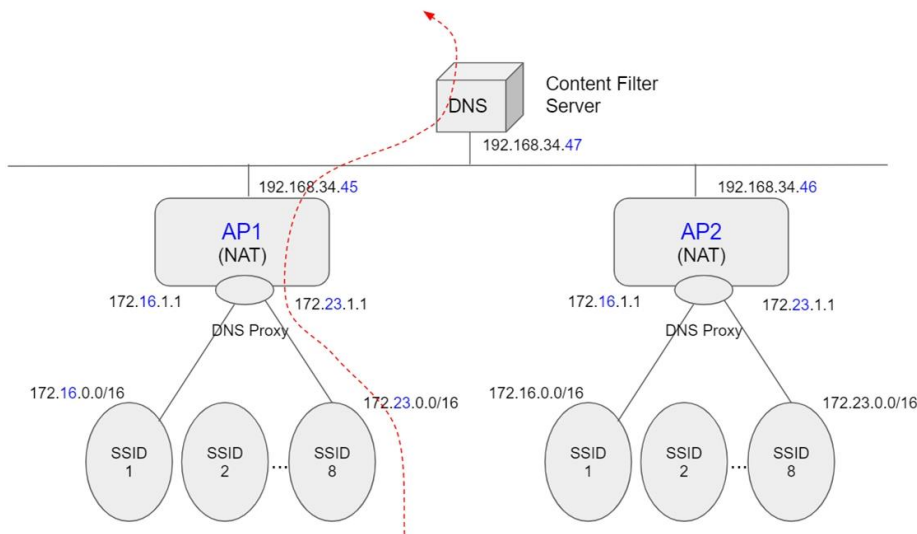 Content Filter
Server
DNS
192.168.34.47
192.168.34.45
192.168.34.46
AP1
(NAT)
AP2
(NAT)
172.16.1.1
172.23.1.1
172.16.1.1
172.23.1.1
DNS Proxy
DNS Proxy
172.16.0.0/16
172.23.0.0/16
172.16.0.0/16
172.23.0.0/16
SSID
1
SSID
2
...
SSID
8
SSID
1
SSID
2
...
SSID
8